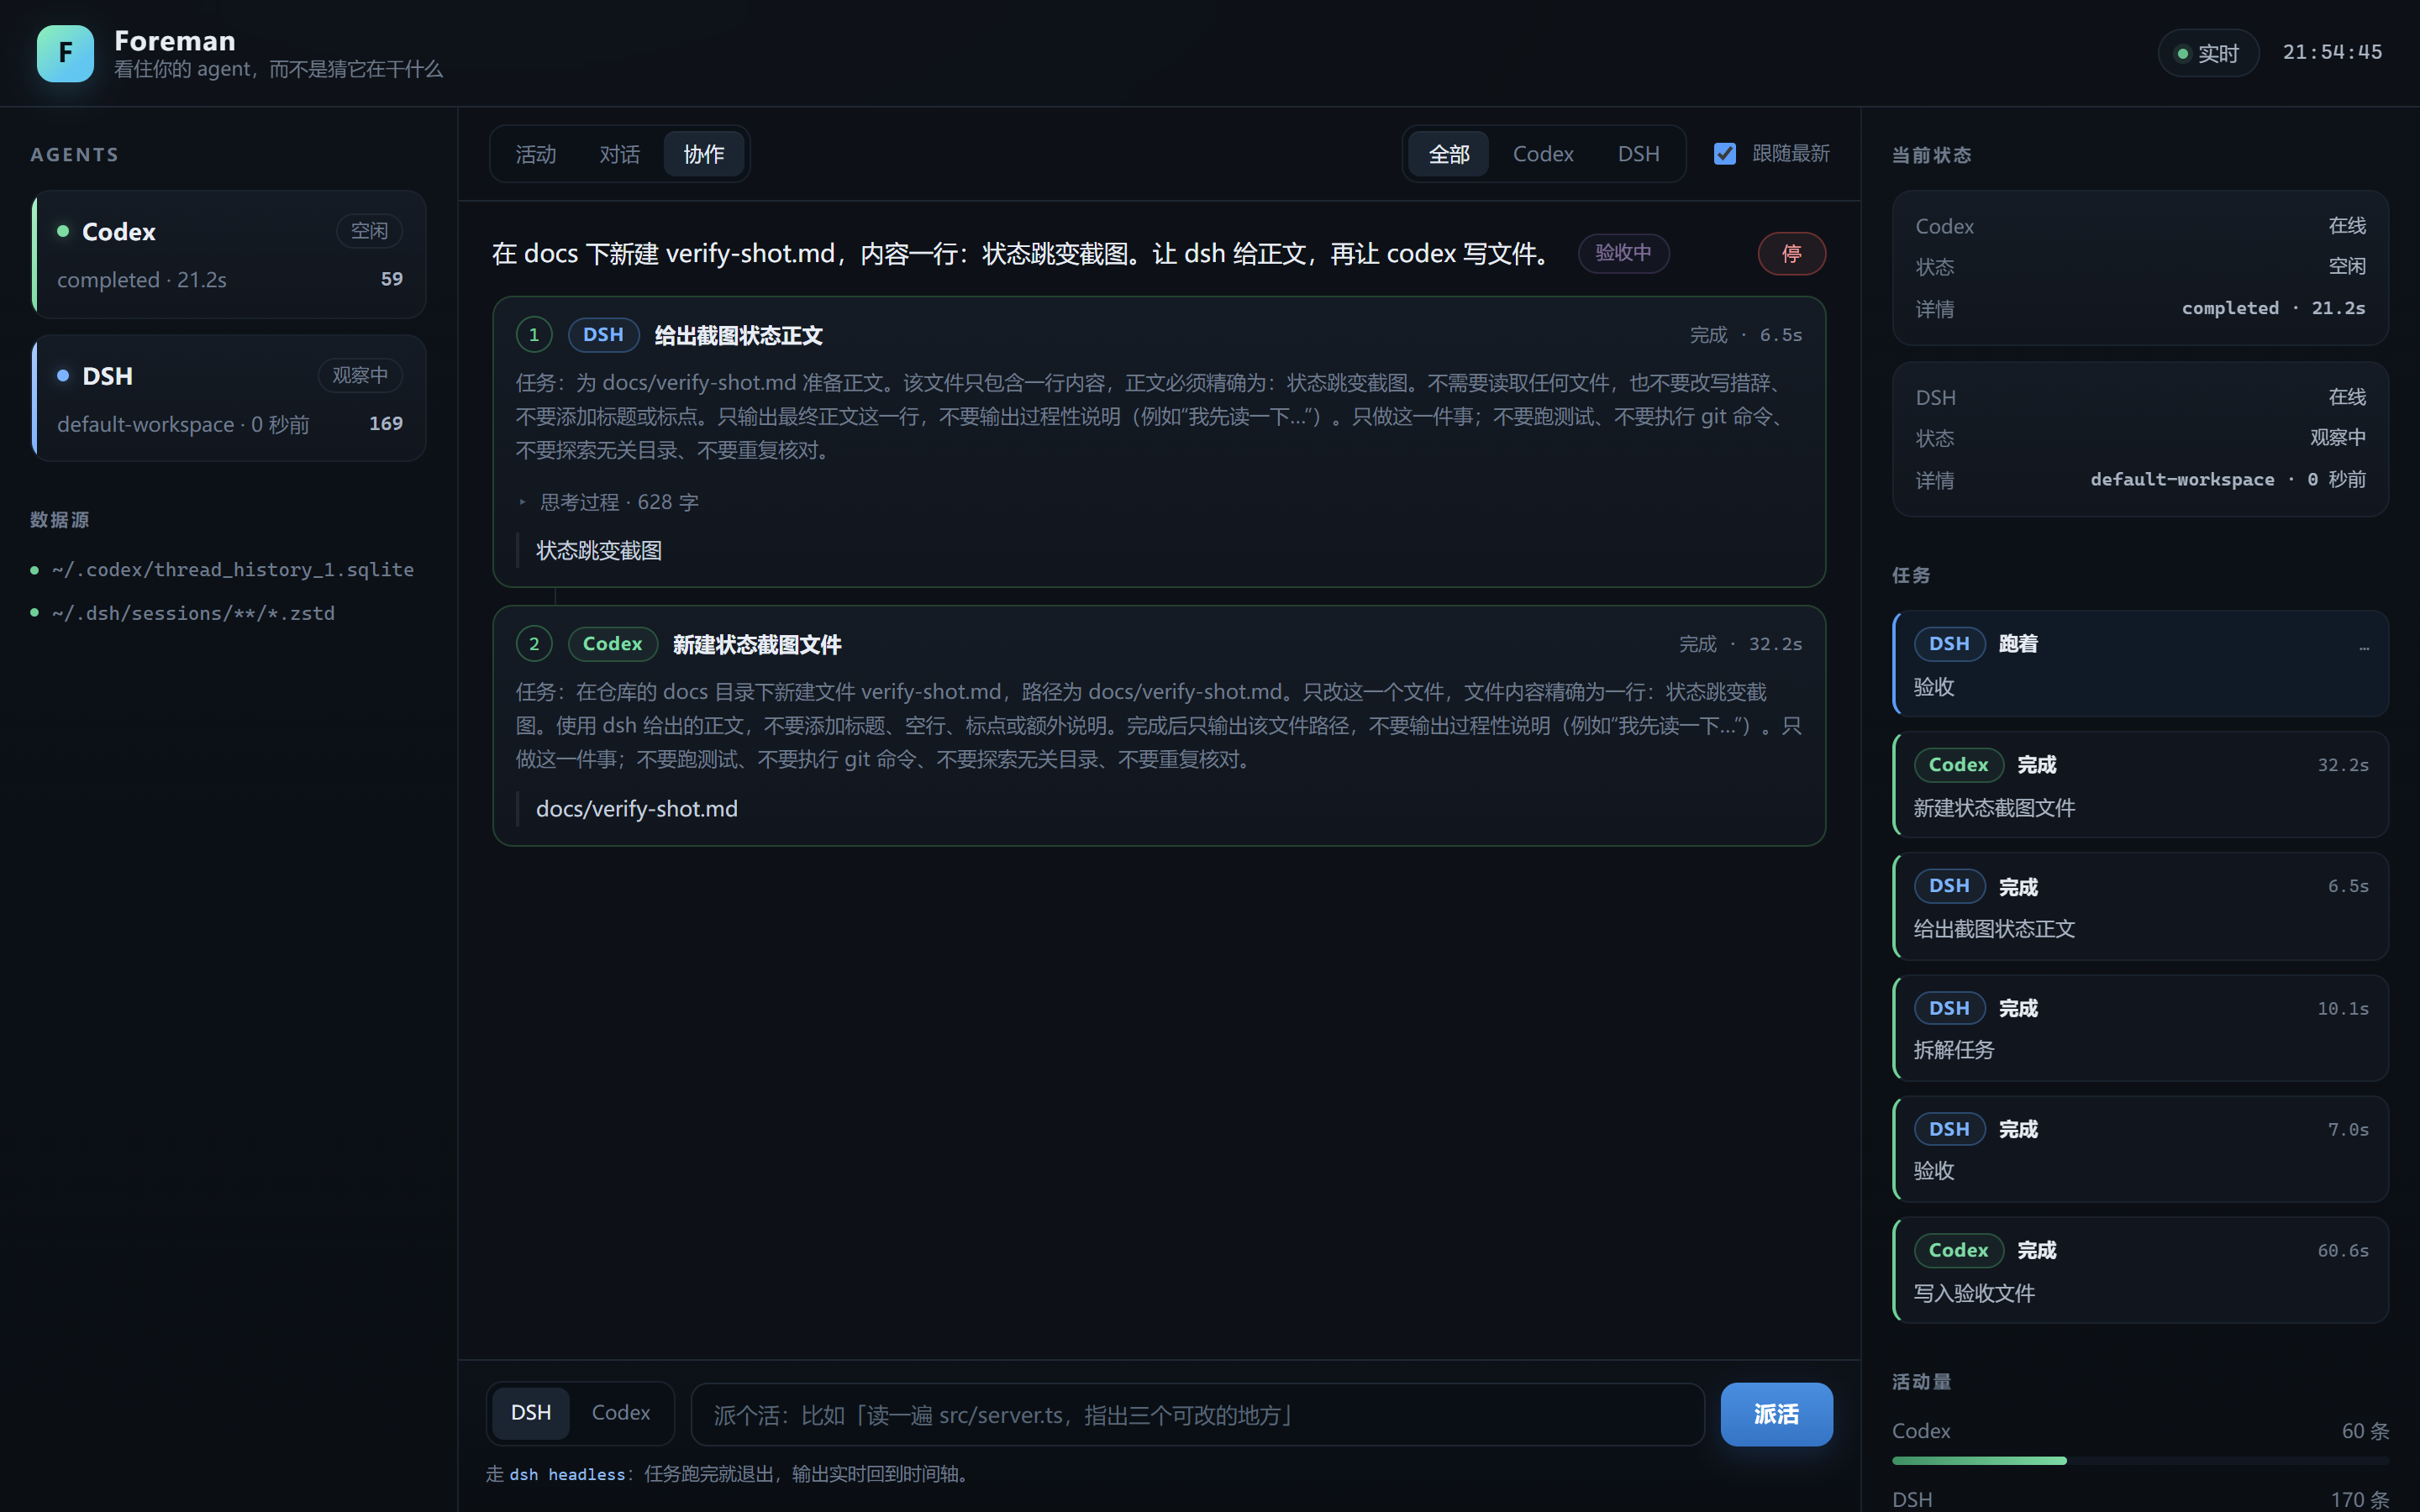 F
Foreman
看住你的 agent，而不是猜它在干什么
实时
21:54:45
AGENTS
Codex
空闲
completed · 21.2s
59
DSH
观察中
default-workspace · 0 秒前
169
数据源
~/.codex/thread_history_1.sqlite
~/.dsh/sessions/**/*.zstd
活动
对话
协作
全部
Codex
DSH
跟随最新
在 docs 下新建 verify-shot.md，内容一行：状态跳变截图。让 dsh 给正文，再让 codex 写文件。
验收中
停
1
DSH
给出截图状态正文
完成 · 6.5s
任务：为 docs/verify-shot.md 准备正文。该文件只包含一行内容，正文必须精确为：状态跳变截图。不需要读取任何文件，也不要改写措辞、
不要添加标题或标点。只输出最终正文这一行，不要输出过程性说明（例如“我先读一下…”）。只做这一件事；不要跑测试、不要执行 git 命令、
不要探索无关目录、不要重复核对。
思考过程 · 628 字
状态跳变截图
2
Codex
新建状态截图文件
完成 · 32.2s
任务：在仓库的 docs 目录下新建文件 verify-shot.md，路径为 docs/verify-shot.md。只改这一个文件，文件内容精确为一行：状态跳变截
图。使用 dsh 给出的正文，不要添加标题、空行、标点或额外说明。完成后只输出该文件路径，不要输出过程性说明（例如“我先读一下…”）。只
做这一件事；不要跑测试、不要执行 git 命令、不要探索无关目录、不要重复核对。
docs/verify-shot.md
DSH
Codex
派个活：比如「读一遍 src/server.ts，指出三个可改的地方」
派活
走 dsh headless：任务跑完就退出，输出实时回到时间轴。
当前状态
Codex
在线
状态
空闲
详情
completed · 21.2s
DSH
在线
状态
观察中
详情
default-workspace · 0 秒前
任务
DSH
跑着
…
验收
Codex
完成
32.2s
新建状态截图文件
DSH
完成
6.5s
给出截图状态正文
DSH
完成
10.1s
拆解任务
DSH
完成
7.0s
验收
Codex
完成
60.6s
写入验收文件
活动量
Codex
60 条
DSH
170 条